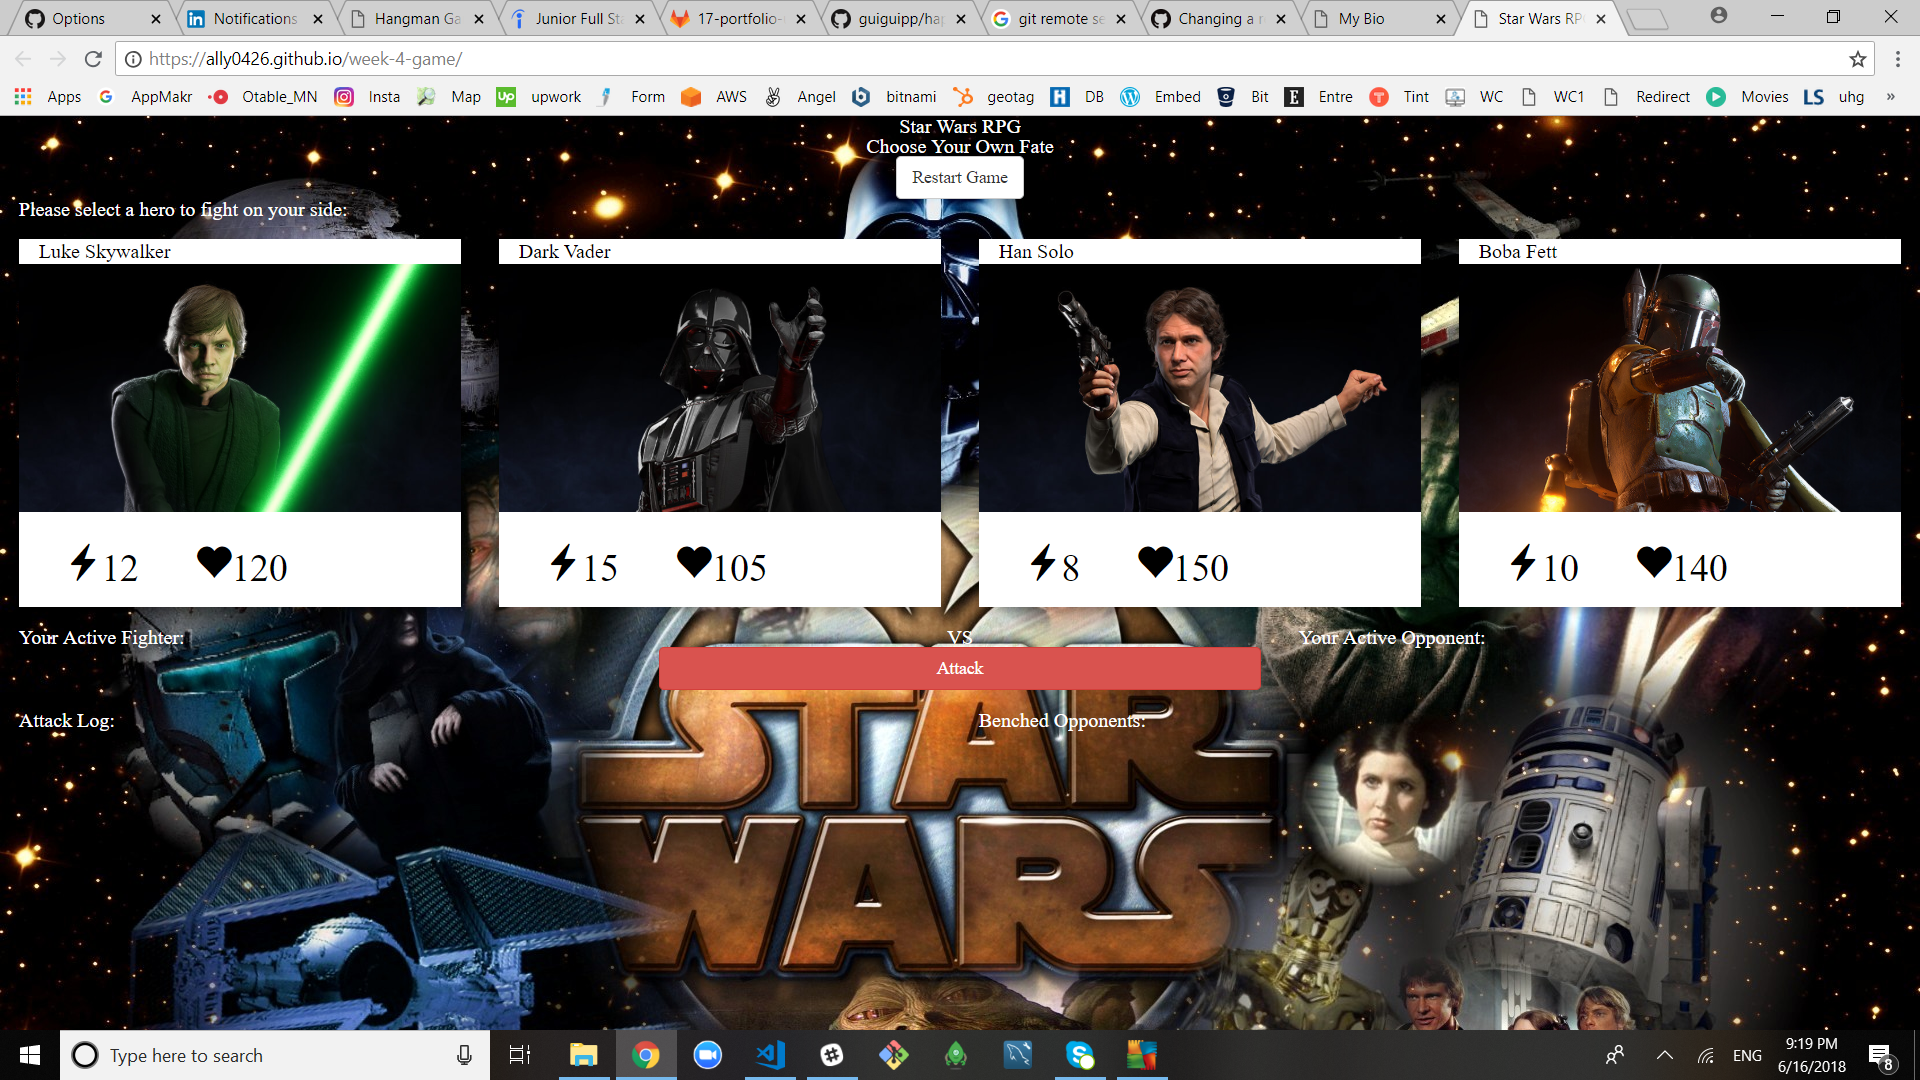 Options
Notifications
Hangman Ga
Junior Full St
17-portfolio-
guiguipp/ha
git remote se
Changing a r
My Bio
Star Wars RP
https://ally0426.github.io/week-4-game/
Apps
AppMakr
Otable_MN
Insta
Map
up
upwork
Form
AWS
Angel
bitnami
geotag
H
DB
Embed
Bit
E
Entre
T
Tint
WC
WC1
Redirect
Movies
LS
uhg
»
Star Wars RPG
Choose Your Own Fate
Restart Game
Please select a hero to fight on your side:
Luke Skywalker
Dark Vader
Han Solo
Boba Fett
12 120
15 105
8 150
10 140
Your Active Fighter:
VS
Your Active Opponent:
Attack
Attack Log:
Benched Opponents:
STAR
WARS
Type here to search
ENG
9:19 PM
6/16/2018
8